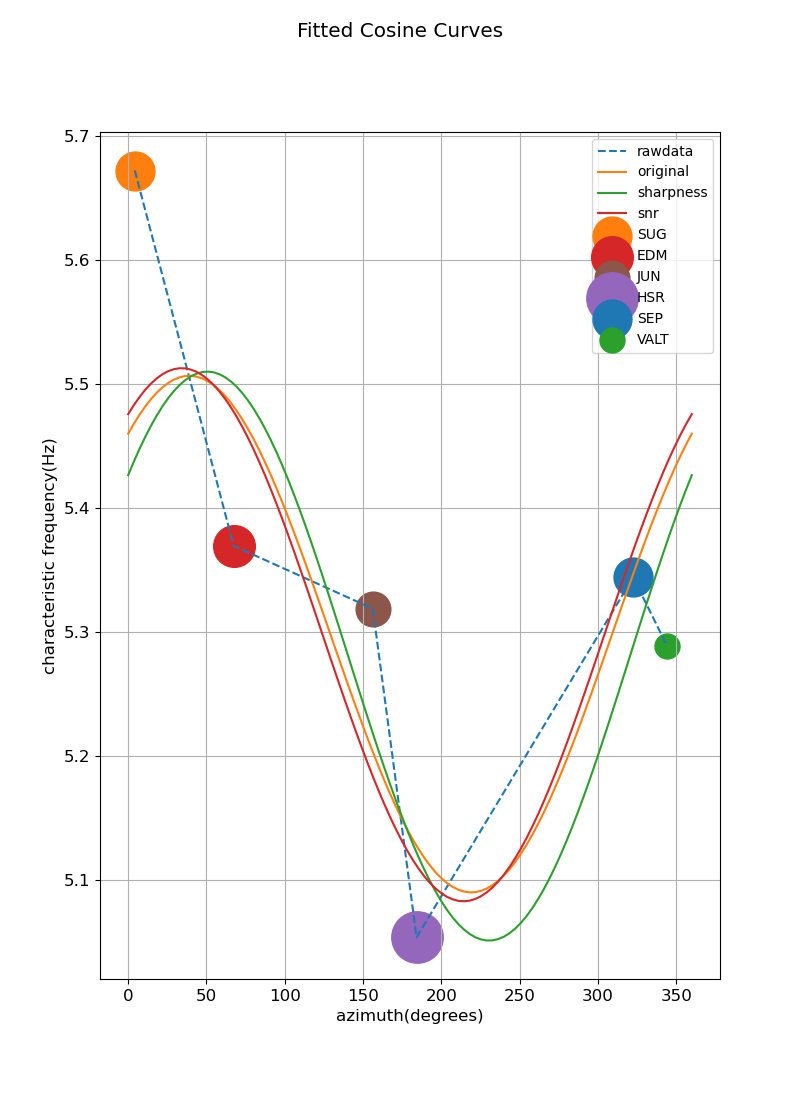 Fitted Cosine Curves
5.7
5.6
5.5
5.4
5.3
5.2
5.1
characteristic frequency(Hz)
rawdata
original
sharpness
snr
SUG
EDM
JUN
HSR
SEP
VALT
0 50 100 150 200 250 300 350
azimuth(degrees)